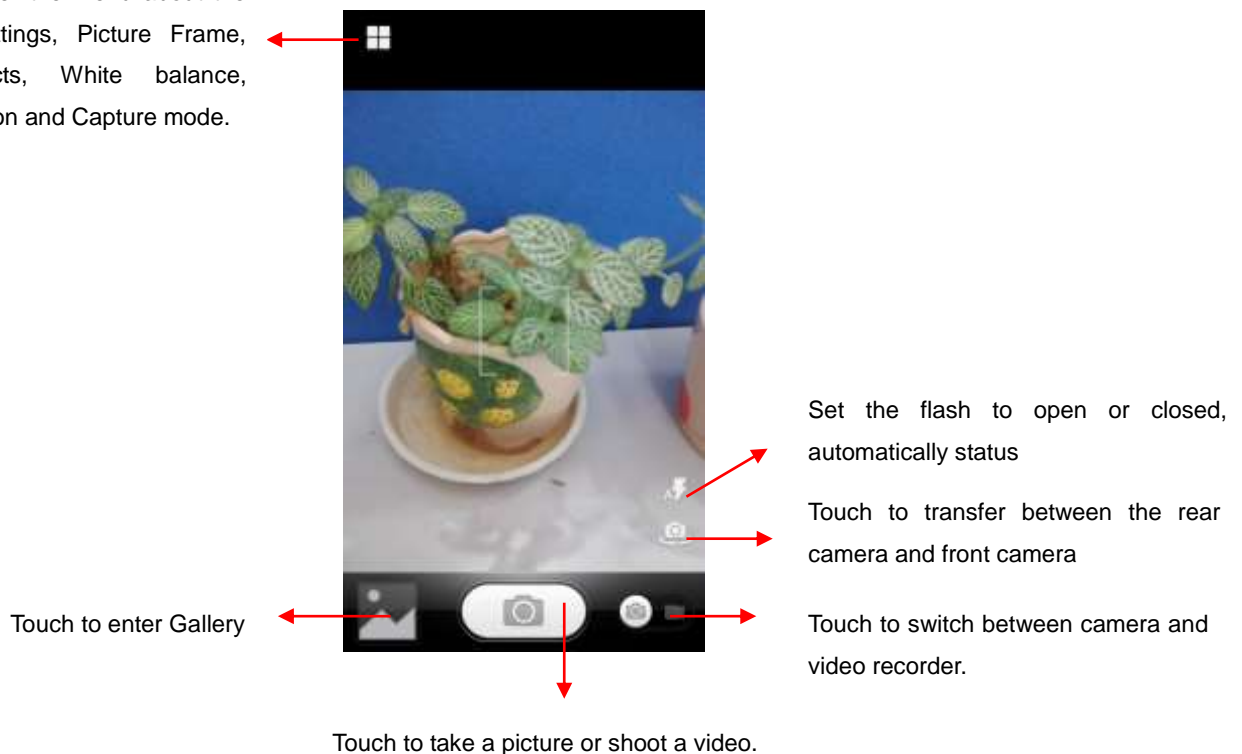 tings, Picture Frame,
cts, White balance,
on and Capture mode.
Set the flash to open or closed,
automatically status
Touch to transfer between the rear
camera and front camera
Touch to enter Gallery
Touch to switch between camera and
video recorder.
Touch to take a picture or shoot a video.